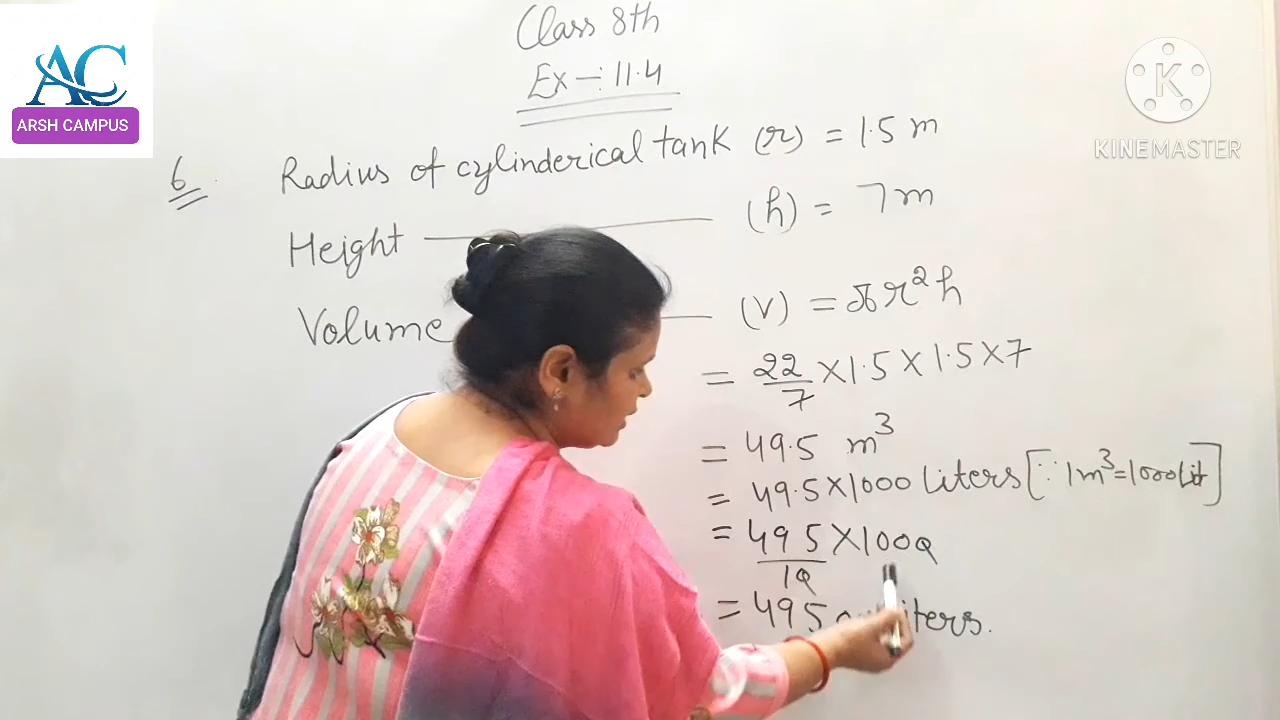 AC
ARSH CAMPUS
K
KINEMASTER
Class 8th
Ex -: 11.4
6. Radius of cylinderical tank (r) = 1.5 m
Height (h) = 7m
Volume (V) = πr²h
= 22/7 × 1.5 × 1.5 × 7
= 49.5 m³
= 49.5 × 1000 Liters [∵ 1m³ = 1000 Lit]
= 495/10 × 1000
= 495